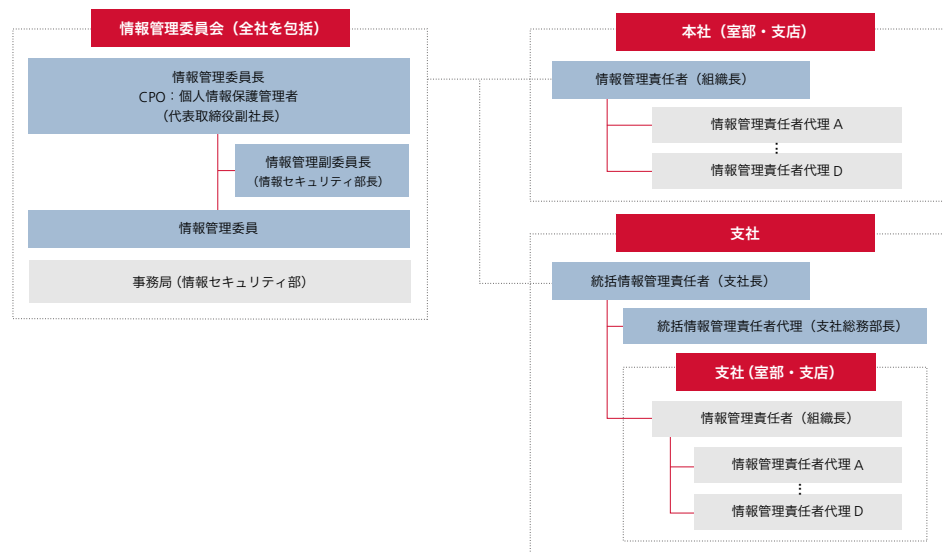 情報管理委員会（全社を包括）
情報管理委員長
CPO：個人情報保護管理者
（代表取締役副社長）
情報管理副委員長
（情報セキュリティ部長）
情報管理委員
事務局（情報セキュリティ部）
本社（室部・支店）
情報管理責任者（組織長）
情報管理責任者代理 A
情報管理責任者代理 D
支社
統括情報管理責任者（支社長）
統括情報管理責任者代理（支社総務部長）
支社（室部・支店）
情報管理責任者（組織長）
情報管理責任者代理 A
情報管理責任者代理 D